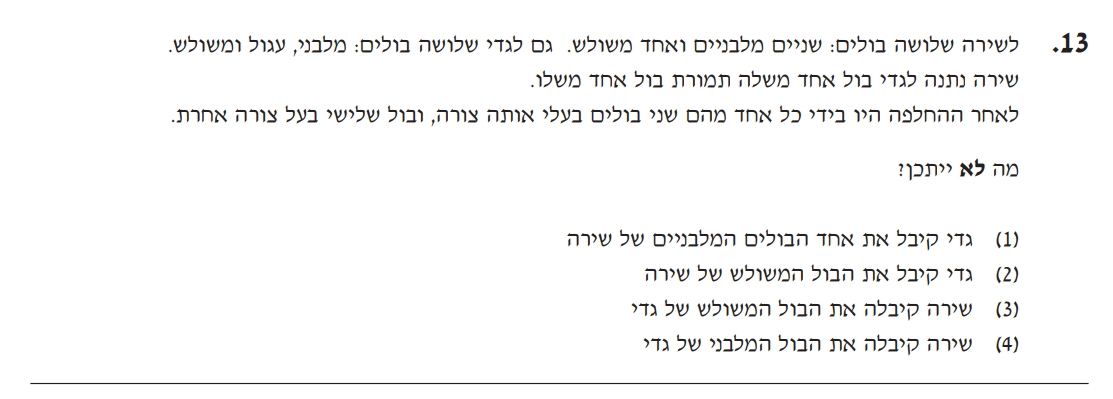 13. לשירה שלושה בולים: שניים מלבניים ואחד משולש. גם לגדי שלושה בולים: מלבני, עגול ומשולש.
שירה נתנה לגדי בול אחד משלה תמורת בול אחד משלו.
לאחר ההחלפה היו בידי כל אחד מהם שני בולים בעלי אותה צורה, ובול שלישי בעל צורה אחרת.
מה לא ייתכן?
(1) גדי קיבל את אחד הבולים המלבניים של שירה
(2) גדי קיבל את הבול המשולש של שירה
(3) שירה קיבלה את הבול המשולש של גדי
(4) שירה קיבלה את הבול המלבני של גדי